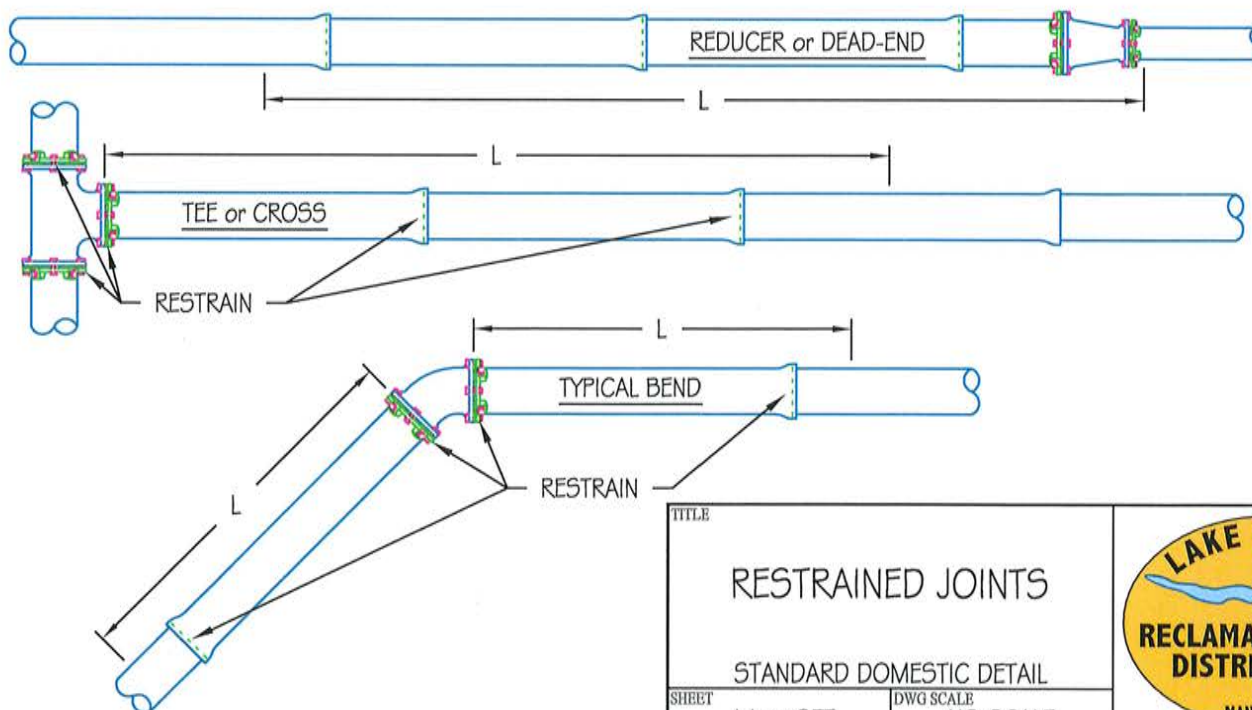 REDUCER or DEAD-END
L
L
TEE or CROSS
RESTRAIN
L
TYPICAL BEND
L
RESTRAIN
TITLE
RESTRAINED JOINTS
STANDARD DOMESTIC DETAIL
SHEET
DWG SCALE
LAKE
RECLAMA
DISTRI